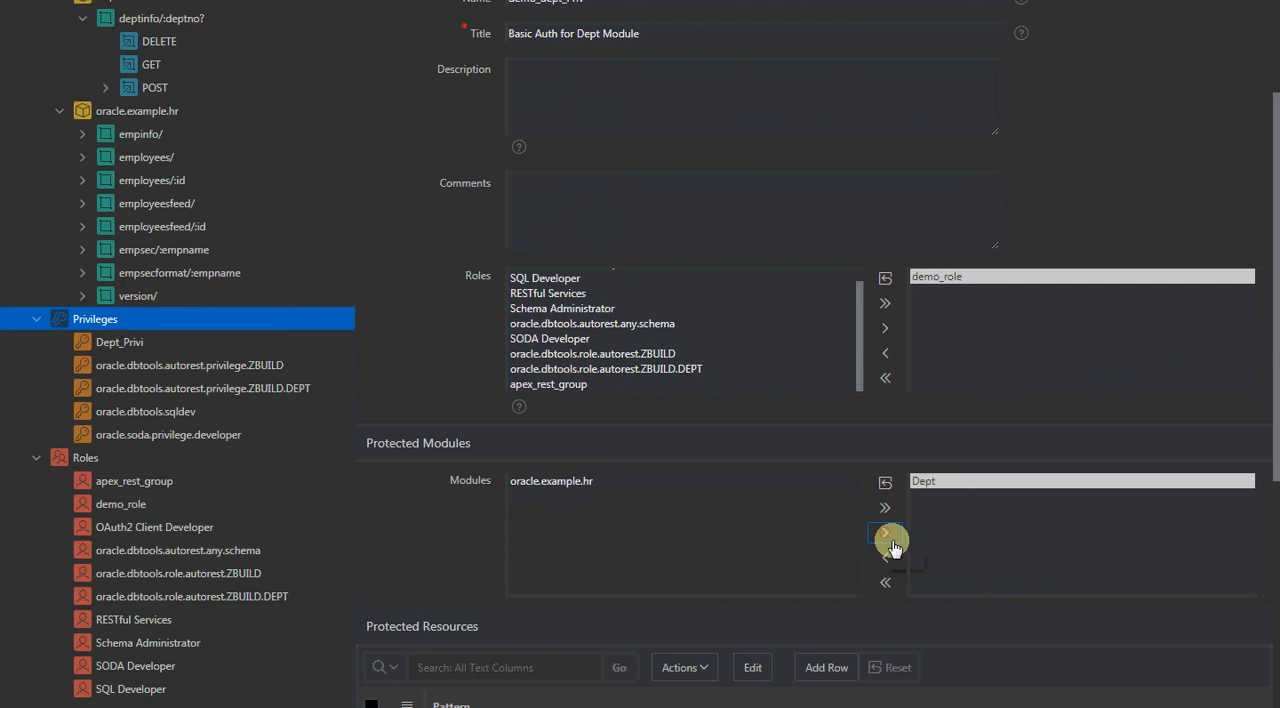 deptinfo/:deptno?
DELETE
GET
POST
oracle.example.hr
empinfo/
employees/
employees/:id
employeesfeed/
employeesfeed/:id
empsec/:empname
empsecformat/:empname
version/
Privileges
Dept_Privi
oracle.dbtools.autorest.privilege.ZBUILD
oracle.dbtools.autorest.privilege.ZBUILD.DEPT
oracle.dbtools.sqldev
oracle.soda.privilege.developer
Roles
apex_rest_group
demo_role
OAuth2 Client Developer
oracle.dbtools.autorest.any.schema
oracle.dbtools.role.autorest.ZBUILD
oracle.dbtools.role.autorest.ZBUILD.DEPT
RESTful Services
Schema Administrator
SODA Developer
SQL Developer
Name demo_dept_Priv
* Title Basic Auth for Dept Module
Description
Comments
Roles
SQL Developer
RESTful Services
Schema Administrator
oracle.dbtools.autorest.any.schema
SODA Developer
oracle.dbtools.role.autorest.ZBUILD
oracle.dbtools.role.autorest.ZBUILD.DEPT
apex_rest_group
demo_role
Protected Modules
Modules
oracle.example.hr
Dept
Protected Resources
Search: All Text Columns Go Actions Edit Add Row Reset
Pattern